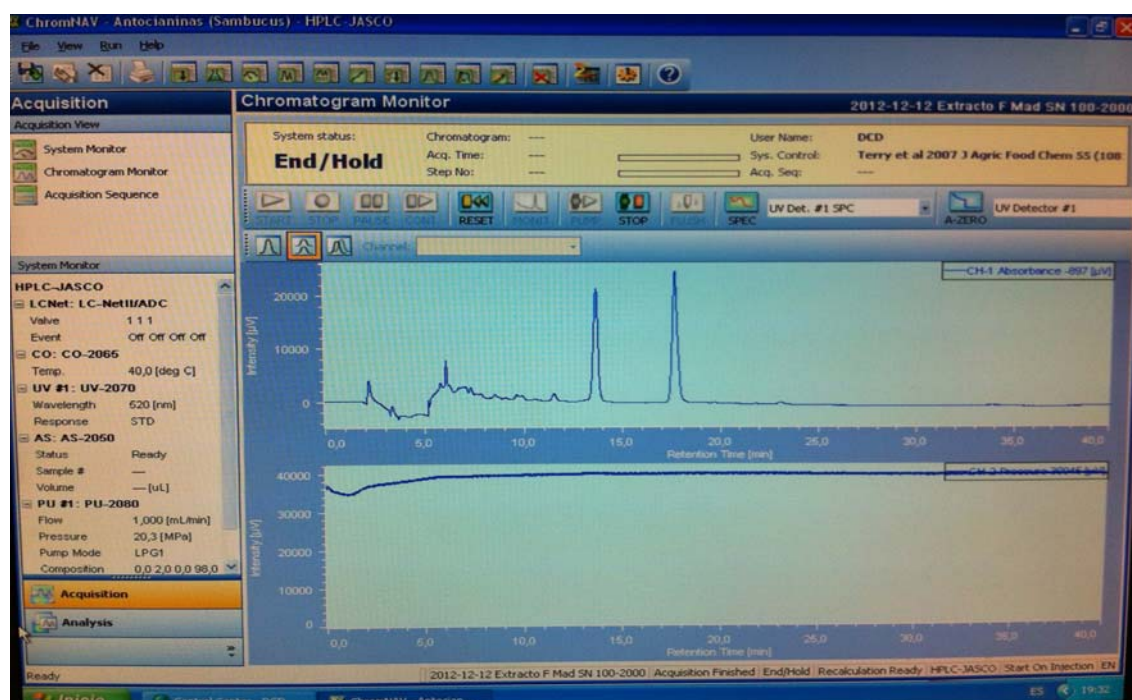 ChromNAV - Antocianinas (Sambucus) - HPLC-JASCO
File View Run Help
Acquisition
Acquisition View
System Monitor
Chromatogram Monitor
Acquisition Sequence
System Monitor
HPLC-JASCO
LCNet: LC-NetII/ADC
Valve 1 1 1
Event Off Off Off Off
CO: CO-2065
Temp. 40,0 [deg C]
UV #1: UV-2070
Wavelength 520 [nm]
Response STD
AS: AS-2050
Status Ready
Sample # ---
Volume --- [uL]
PU #1: PU-2080
Flow 1,000 [mL/min]
Pressure 20,3 [MPa]
Pump Mode LPG1
Composition 0,0 2,0 0,0 98,0
Acquisition
Analysis
Ready
Chromatogram Monitor
2012-12-12 Extracto F Mad SN 100-2000
System status:
End/Hold
Chromatogram: ---
Acq. Time: ---
Step No: ---
User Name: DCD
Sys. Control: Terry et al 2007 J Agric Food Chem 55 (108
Acq. Seq: ---
START STOP PAUSE CONT. RESET MONIT PUMP STOP SPEC
UV Det. #1 SPC
A-ZERO
UV Detector #1
Channel:
CH-1 Absorbance -897 [µV]
Intensity [µV]
20000
10000
0
0,0 5,0 10,0 15,0 20,0 25,0 30,0 35,0 40,0
Retention Time [min]
Intensity [µV]
40000
30000
20000
10000
0
0,0 5,0 10,0 15,0 20,0 25,0 30,0 35,0 40,0
Retention Time [min]
2012-12-12 Extracto F Mad SN 100-2000 Acquisition Finished End/Hold Recalculation Ready HPLC-JASCO Start On Injection EN
Inicio
ES 19:32